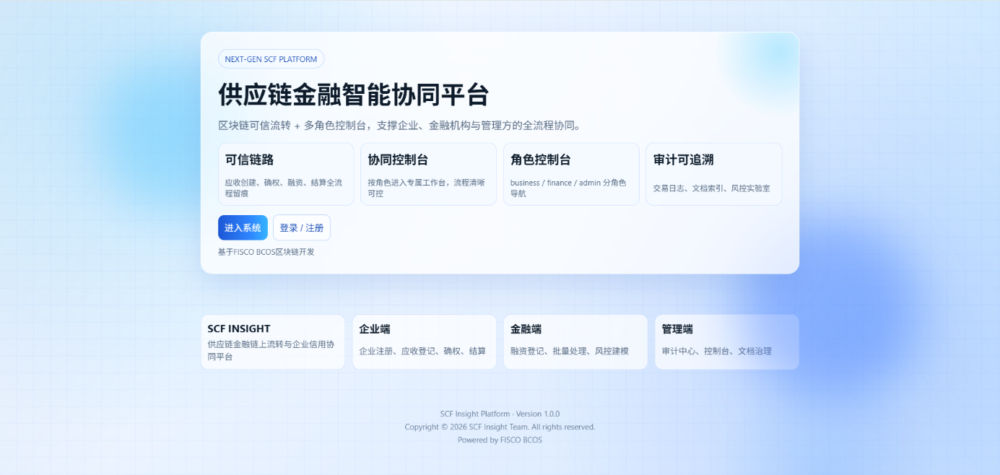 NEXT-GEN SCF PLATFORM
供应链金融智能协同平台
区块链可信流转 + 多角色控制台，支撑企业、金融机构与管理方的全流程协同。
可信链路
应收创建、确权、融资、结算全流
程留痕
协同控制台
按角色进入专属工作台，流程清晰
可控
角色控制台
business / finance / admin 分角色
导航
审计可追溯
交易日志、文档索引、风控实验室
进入系统
登录 / 注册
基于FISCO BCOS区块链开发
SCF INSIGHT
供应链金融链上流转与企业信用协
同平台
企业端
企业注册、应收登记、确权、结算
金融端
融资登记、批量处理、风控建模
管理端
审计中心、控制台、文档治理
SCF Insight Platform · Version 1.0.0
Copyright © 2026 SCF Insight Team. All rights reserved.
Powered by FISCO BCOS